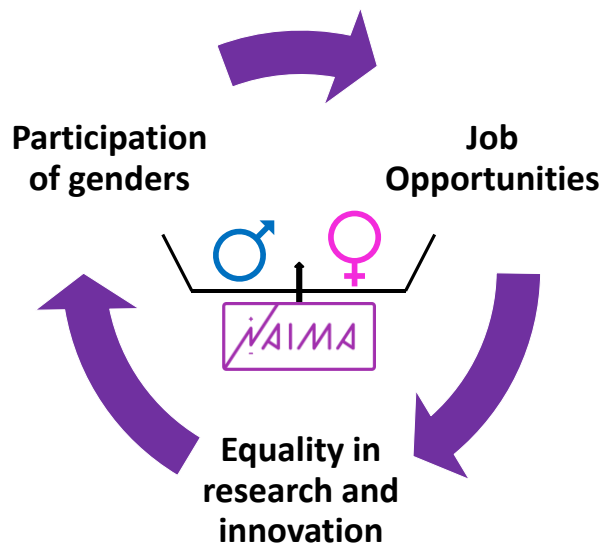 Participation
of genders
Job
Opportunities
NAIMA
Equality in
research and
innovation